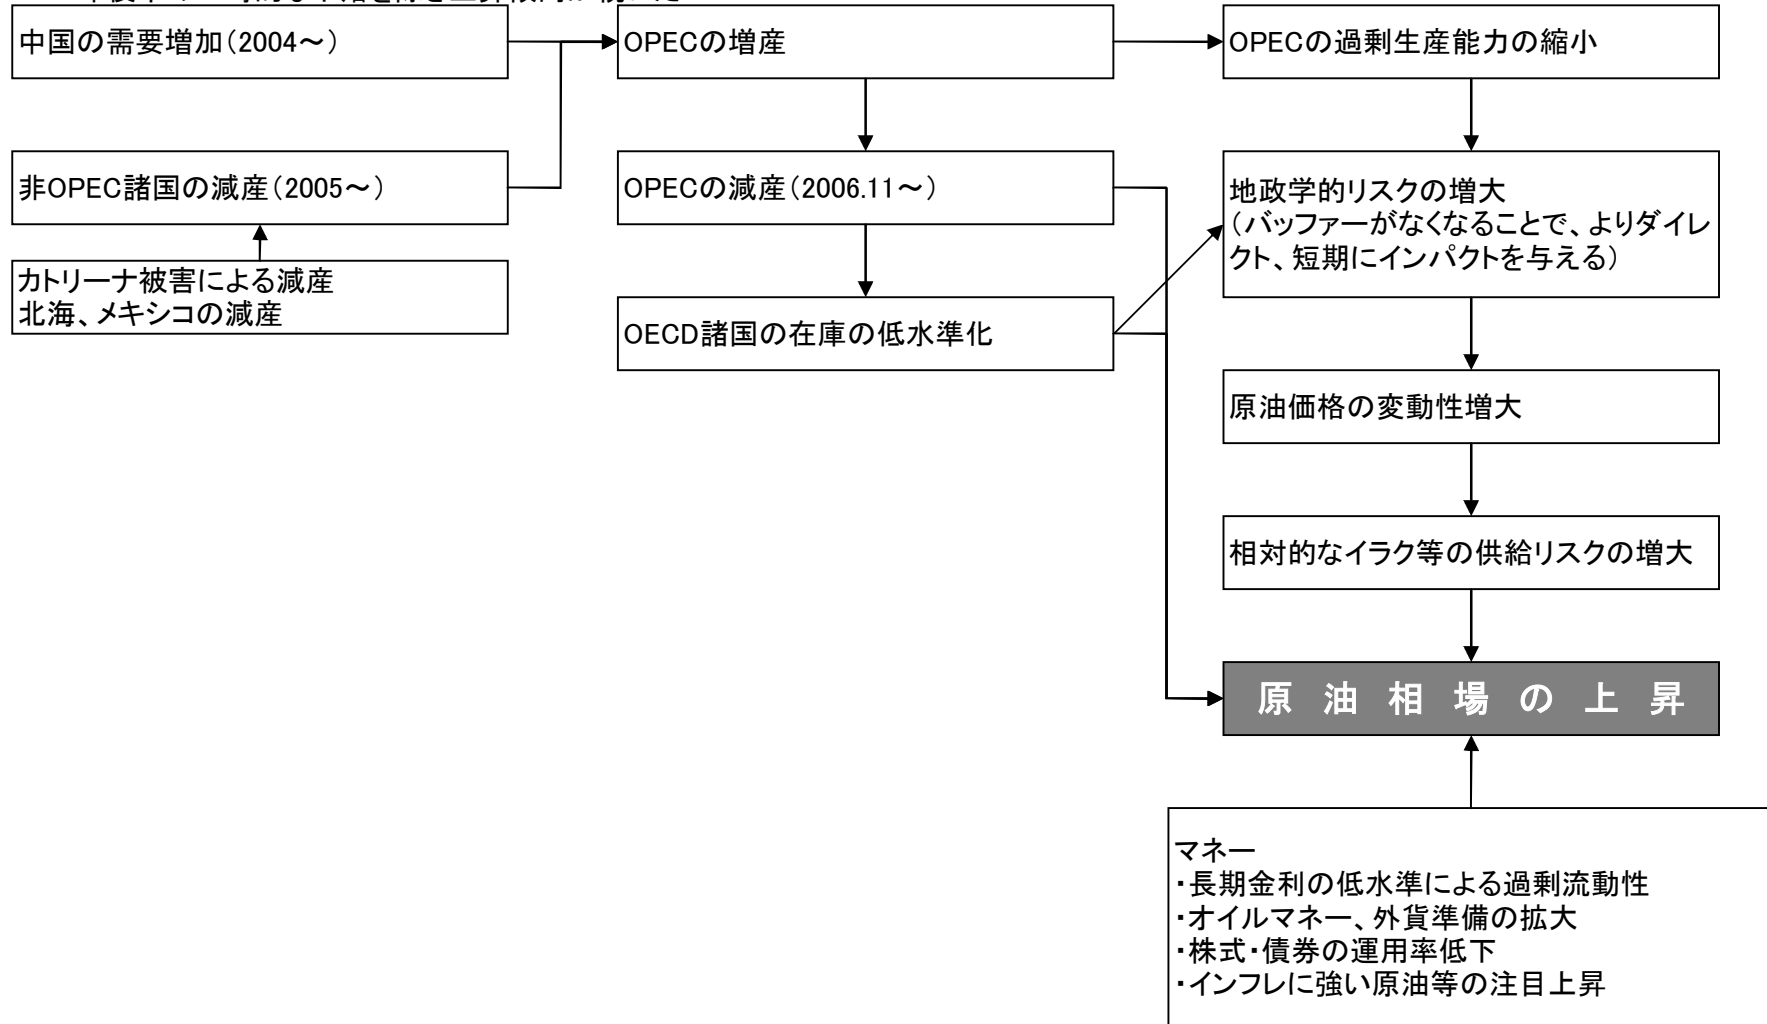 中国の需要増加（2004～）
OPECの増産
OPECの過剰生産能力の縮小
非OPEC諸国の減産（2005～）
OPECの減産（2006.11～）
地政学的リスクの増大
（バッファーがなくなることで、よりダイレ
クト、短期にインパクトを与える）
カトリーナ被害による減産
北海、メキシコの減産
OECD諸国の在庫の低水準化
原油価格の変動性増大
相対的なイラク等の供給リスクの増大
原油相場の上昇
マネー
・長期金利の低水準による過剰流動性
・オイルマネー、外貨準備の拡大
・株式・債券の運用率低下
・インフレに強い原油等の注目上昇